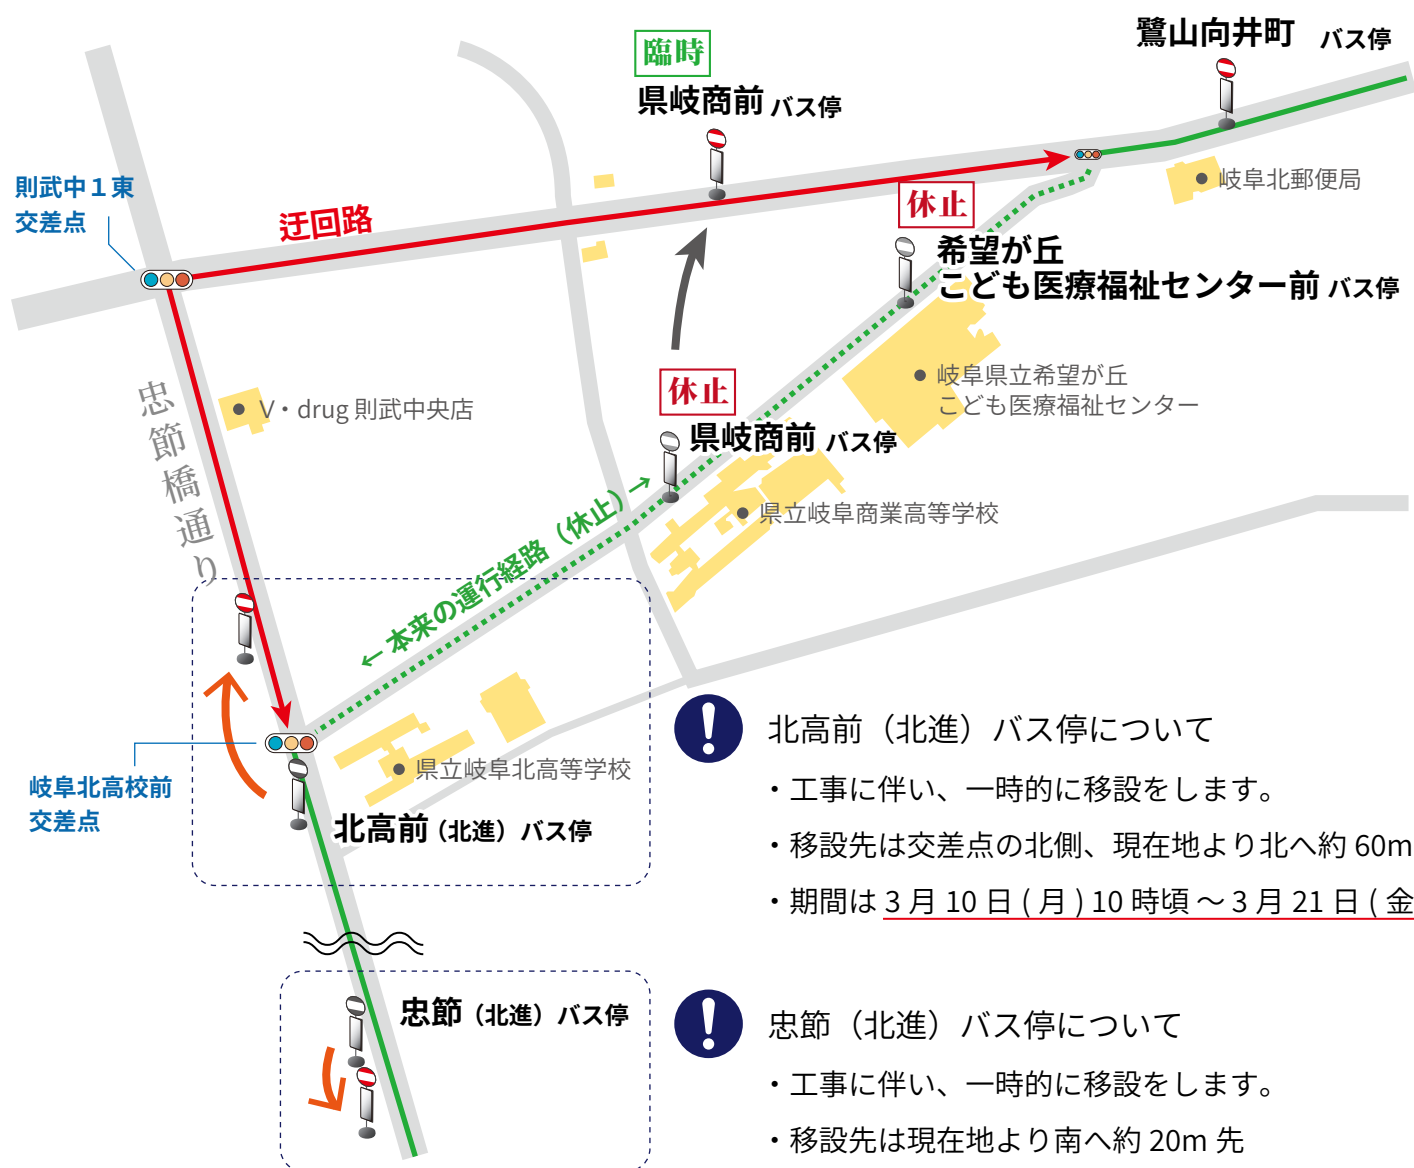 鷺山向井町 バス停
臨時
県岐商前 バス停
則武中１東
交差点
迂回路
岐阜北郵便局
休止
希望が丘
こども医療福祉センター前 バス停
忠節橋通り
V・drug 則武中央店
休止
県岐商前 バス停
岐阜県立希望が丘
こども医療福祉センター
県立岐阜商業高等学校
←本来の運行経路（休止）→
岐阜北高校前
交差点
県立岐阜北高等学校
北高前（北進）バス停
北高前（北進）バス停について
・工事に伴い、一時的に移設をします。
・移設先は交差点の北側、現在地より北へ約 60m
・期間は 3 月 10 日 ( 月 ) 10 時頃 ～ 3 月 21 日 ( 金
忠節（北進）バス停
忠節（北進）バス停について
・工事に伴い、一時的に移設をします。
・移設先は現在地より南へ約 20m 先